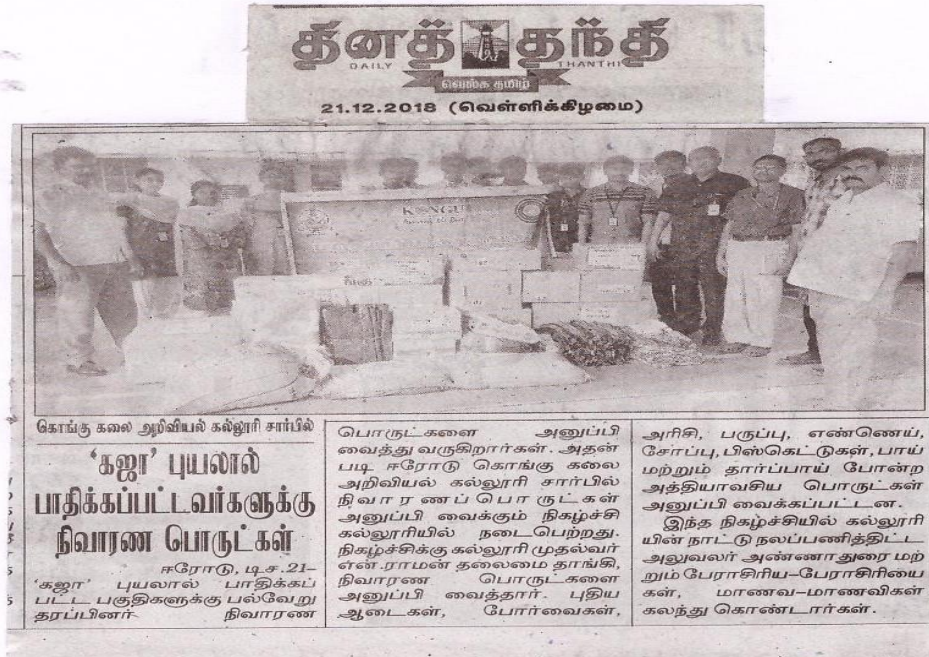 தினத் தந்தி
DAILY THANTHI
வெல்க தமிழ்
21.12.2018 (வெள்ளிக்கிழமை)
KONGU
கொங்கு கலை அறிவியல் கல்லூரி சார்பில்
‘கஜா’ புயலால்
பாதிக்கப்பட்டவர்களுக்கு
நிவாரண பொருட்கள்
ஈரோடு, டிச.21–
‘கஜா’ புயலால் பாதிக்கப்
பட்ட பகுதிகளுக்கு பல்வேறு
தரப்பினர் நிவாரண
பொருட்களை அனுப்பி
வைத்து வருகிறார்கள். அதன்
படி ஈரோடு கொங்கு கலை
அறிவியல் கல்லூரி சார்பில்
நிவாரணப்பொருட்கள்
அனுப்பி வைக்கும் நிகழ்ச்சி
கல்லூரியில் நடைபெற்றது.
நிகழ்ச்சிக்கு கல்லூரி முதல்வர்
என்.ராமன் தலைமை தாங்கி,
நிவாரண பொருட்களை
அனுப்பி வைத்தார். புதிய
ஆடைகள், போர்வைகள்,
அரிசி, பருப்பு, எண்ணெய்,
சோப்பு, பிஸ்கெட்டுகள், பாய்
மற்றும் தார்ப்பாய் போன்ற
அத்தியாவசிய பொருட்கள்
அனுப்பி வைக்கப்பட்டன.
இந்த நிகழ்ச்சியில் கல்லூரி
யின் நாட்டு நலப்பணித்திட்ட
அலுவலர் அண்ணாதுரை மற்
றும் பேராசிரிய–பேராசிரியை
கள், மாணவ–மாணவிகள்
கலந்து கொண்டார்கள்.